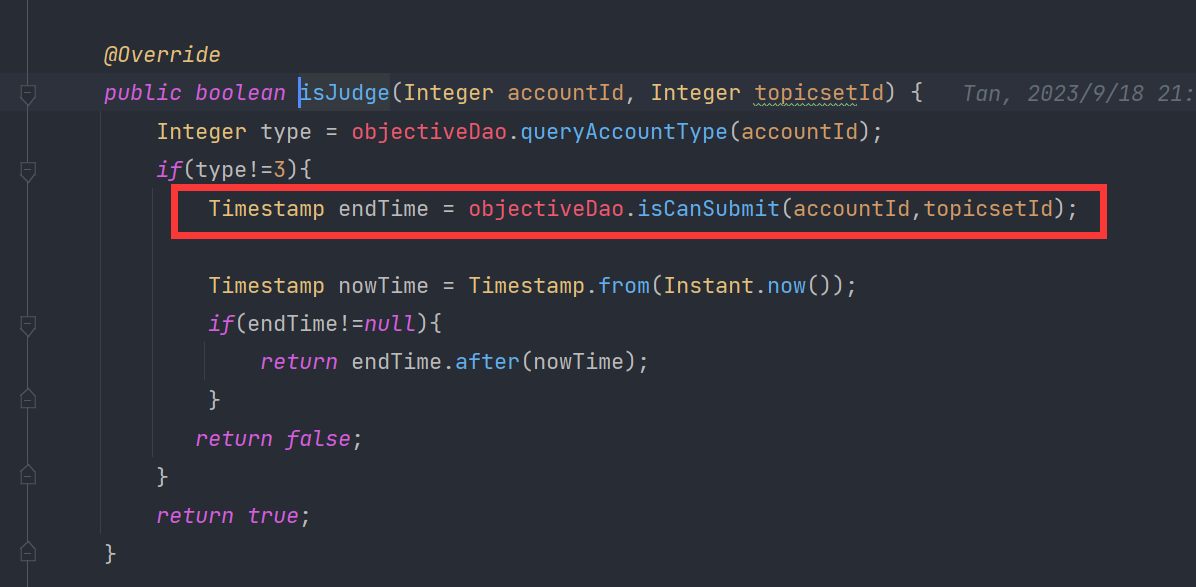 @Override
public boolean isJudge(Integer accountId, Integer topicsetId) { Tan, 2023/9/18 21:
Integer type = objectiveDao.queryAccountType(accountId);
if(type!=3){
Timestamp endTime = objectiveDao.isCanSubmit(accountId,topicsetId);
Timestamp nowTime = Timestamp.from(Instant.now());
if(endTime!=null){
return endTime.after(nowTime);
}
return false;
}
return true;
}